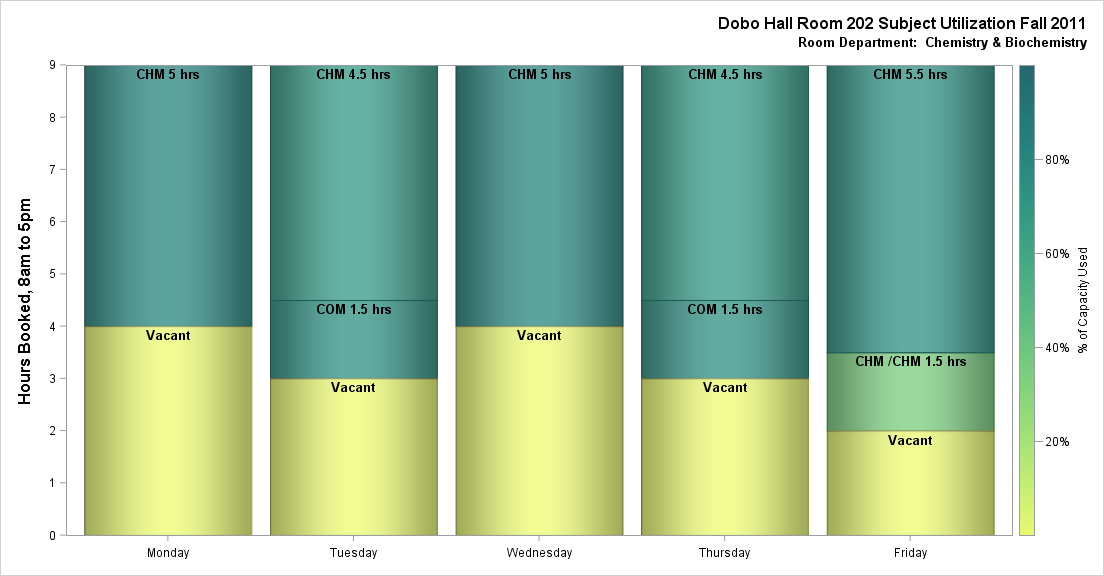 Dobo Hall Room 202 Subject Utilization Fall 2011
Room Department:  Chemistry & Biochemistry
Hours Booked, 8am to 5pm
9
8
7
6
5
4
3
2
1
0
CHM 5 hrs
Vacant
Monday
CHM 4.5 hrs
COM 1.5 hrs
Vacant
Tuesday
CHM 5 hrs
Vacant
Wednesday
CHM 4.5 hrs
COM 1.5 hrs
Vacant
Thursday
CHM 5.5 hrs
CHM /CHM 1.5 hrs
Vacant
Friday
80%
60%
40%
20%
% of Capacity Used